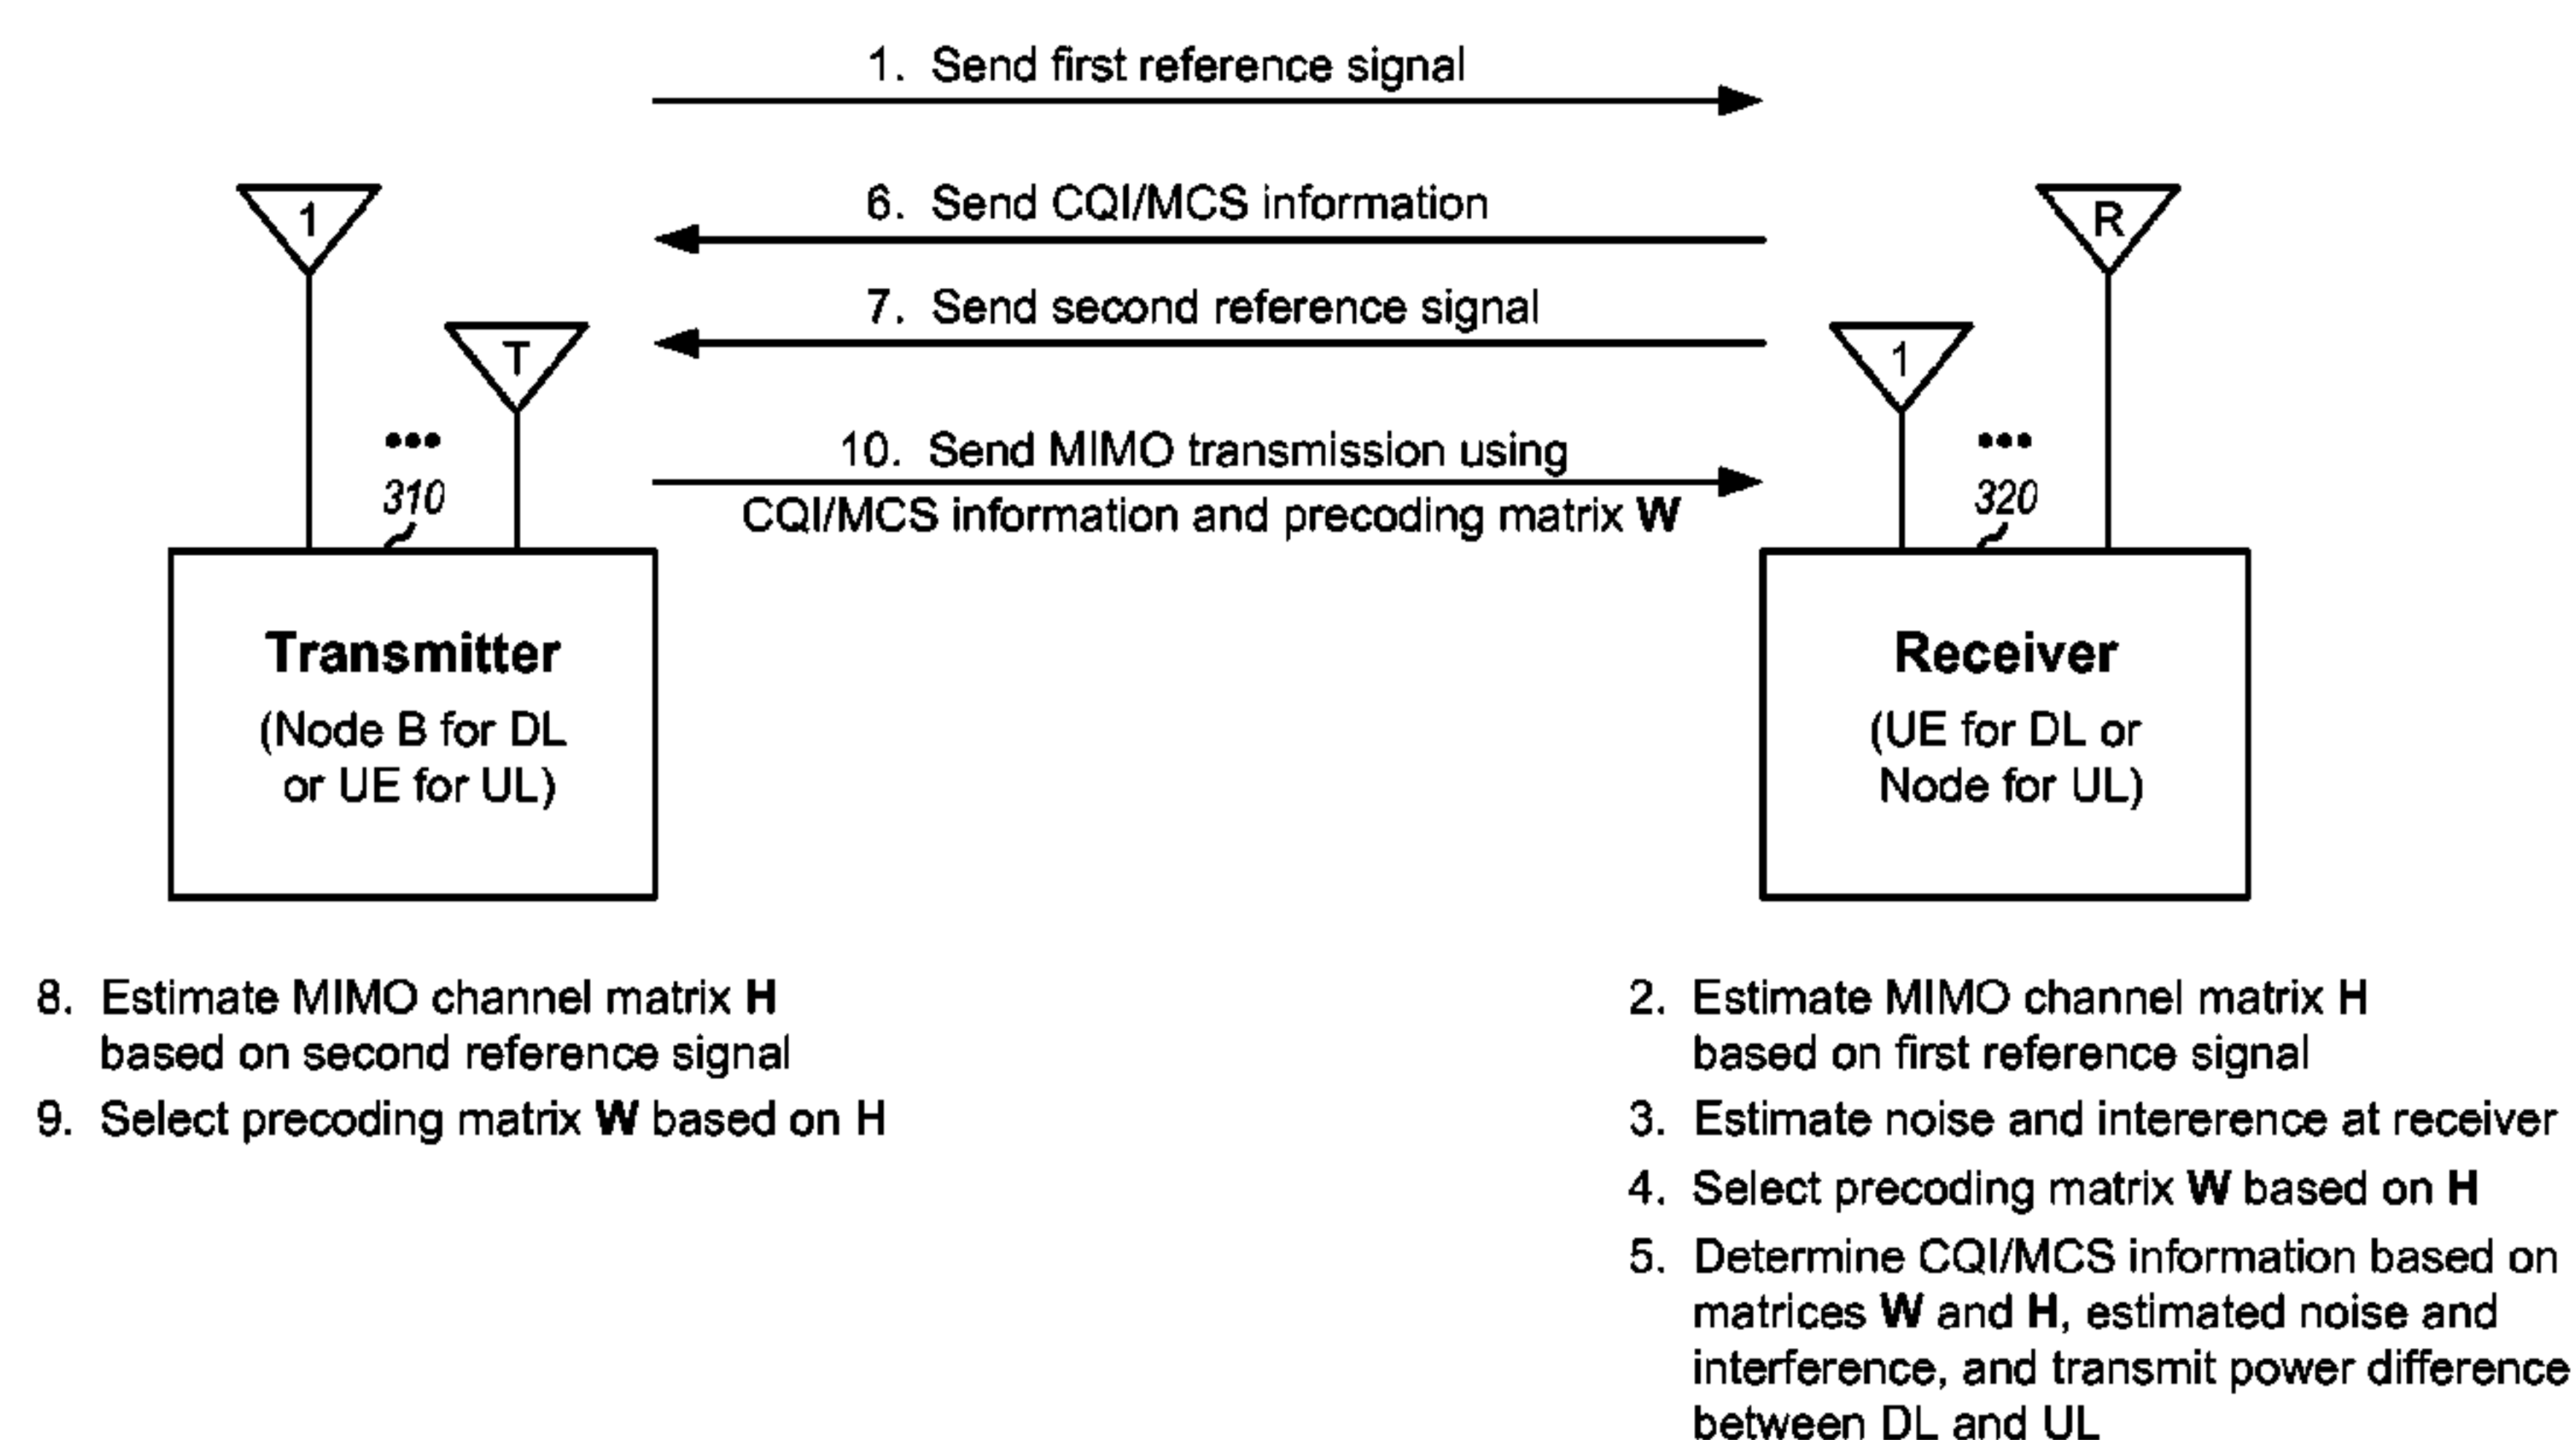 1. Send first reference signal
6. Send CQI/MCS information
7. Send second reference signal
10. Send MIMO transmission using
CQI/MCS information and precoding matrix W
1
T
•••
310
Transmitter
(Node B for DL
or UE for UL)
R
1
•••
320
Receiver
(UE for DL or
Node for UL)
8. Estimate MIMO channel matrix H
based on second reference signal
9. Select precoding matrix W based on H
2. Estimate MIMO channel matrix H
based on first reference signal
3. Estimate noise and intererence at receiver
4. Select precoding matrix W based on H
5. Determine CQI/MCS information based on
matrices W and H, estimated noise and
interference, and transmit power difference
between DL and UL